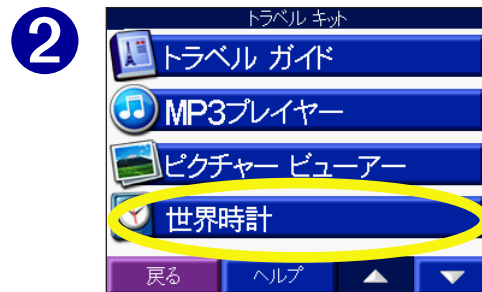 2
トラベル キット
トラベル ガイド
MP3プレイヤー
ピクチャー ビューアー
世界時計
戻る
ヘルプ